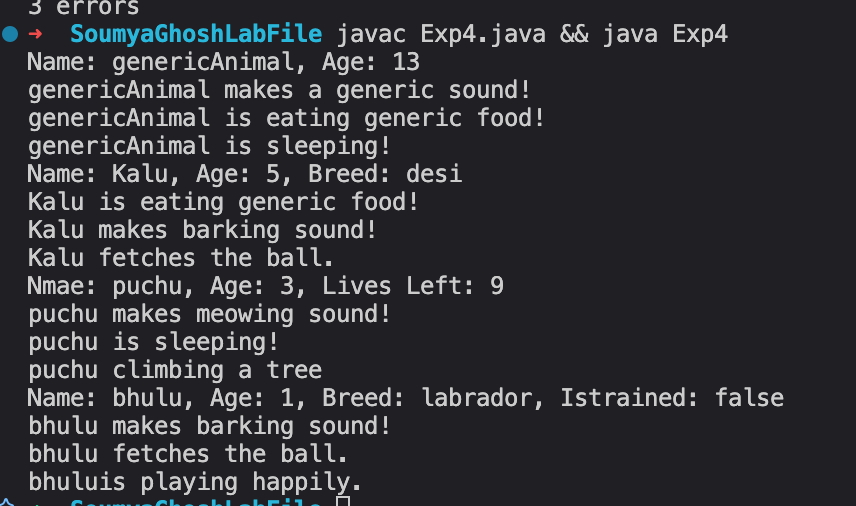 3 errors
➜ SoumyaGhoshLabFile javac Exp4.java && java Exp4
Name: genericAnimal, Age: 13
genericAnimal makes a generic sound!
genericAnimal is eating generic food!
genericAnimal is sleeping!
Name: Kalu, Age: 5, Breed: desi
Kalu is eating generic food!
Kalu makes barking sound!
Kalu fetches the ball.
Nmae: puchu, Age: 3, Lives Left: 9
puchu makes meowing sound!
puchu is sleeping!
puchu climbing a tree
Name: bhulu, Age: 1, Breed: labrador, Istrained: false
bhulu makes barking sound!
bhulu fetches the ball.
bhuluis playing happily.
SoumyaGhoshLabFile